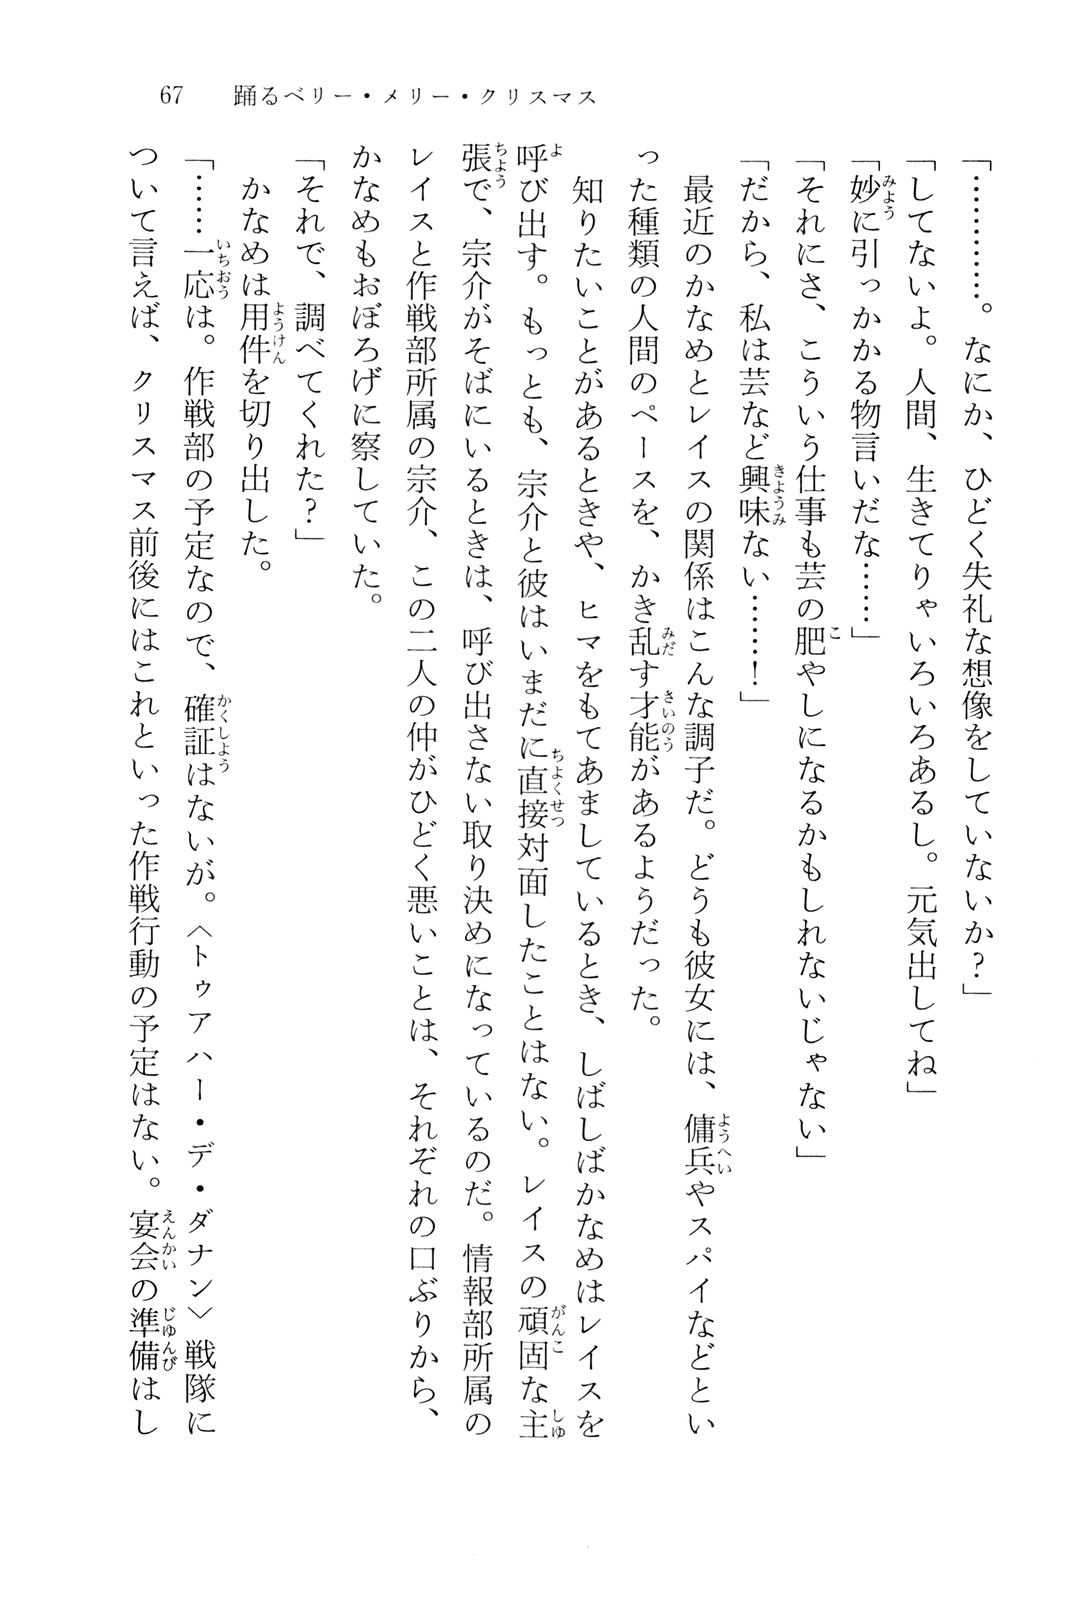 67 踊るベリー・メリー・クリスマス
「…………。なにか、ひどく失礼な想像をしていないか？」
「してないよ。人間、生きてりゃいろいろあるし。元気出してね」
「妙に引っかかる物言いだな……」
「それにさ、こういう仕事も芸の肥やしになるかもしれないじゃない」
「だから、私は芸など興味ない……！」
　最近のかなめとレイスの関係はこんな調子だ。どうも彼女には、傭兵やスパイなどとい
った種類の人間のペースを、かき乱す才能があるようだった。
　知りたいことがあるときや、ヒマをもてあましているとき、しばしばかなめはレイスを
呼び出す。もっとも、宗介と彼はいまだに直接対面したことはない。レイスの頑固な主
張で、宗介がそばにいるときは、呼び出さない取り決めになっているのだ。情報部所属の
レイスと作戦部所属の宗介、この二人の仲がひどく悪いことは、それぞれの口ぶりから、
かなめもおぼろげに察していた。
「それで、調べてくれた？」
　かなめは用件を切り出した。
「……一応は。作戦部の予定なので、確証はないが。〈トゥアハー・デ・ダナン〉戦隊に
ついて言えば、クリスマス前後にはこれといった作戦行動の予定はない。宴会の準備はし